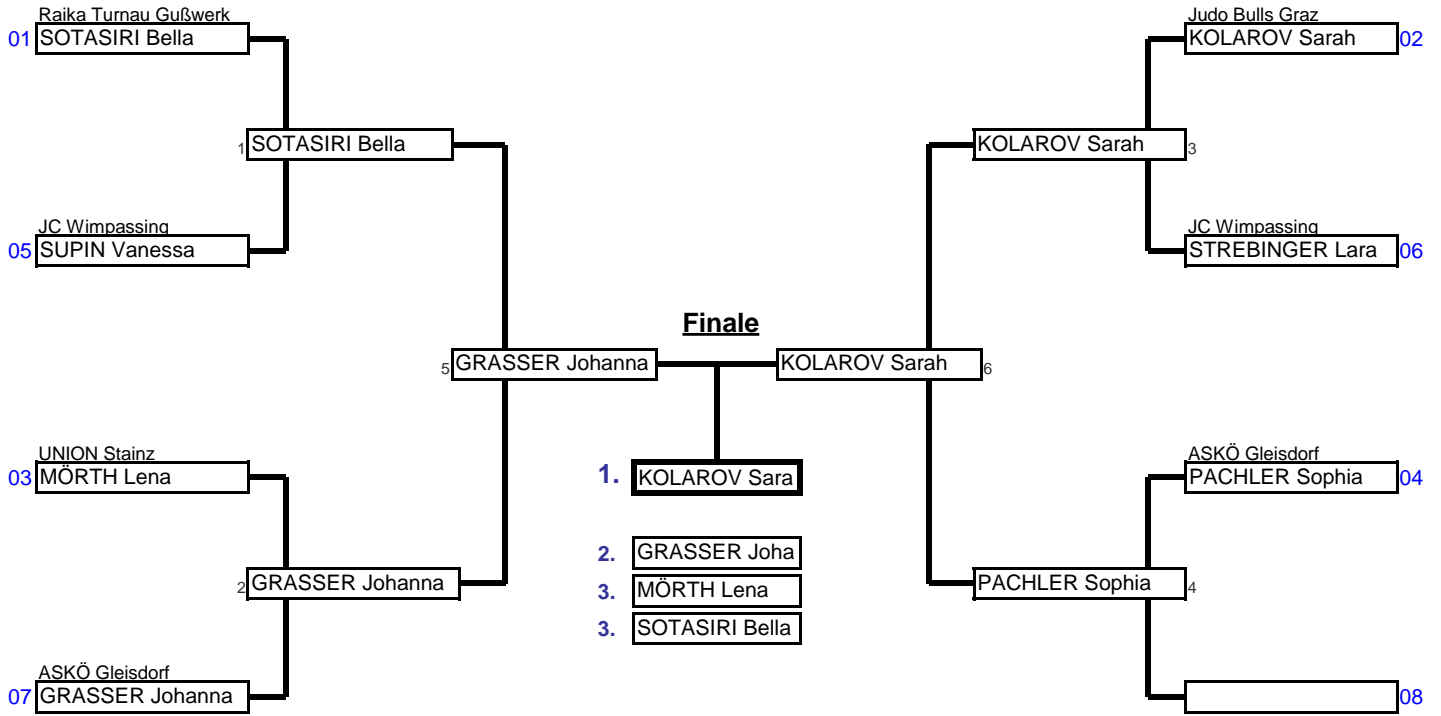 Raika Turnau Gußwerk
01 SOTASIRI Bella
1 SOTASIRI Bella
JC Wimpassing
05 SUPIN Vanessa
5 GRASSER Johanna
UNION Stainz
03 MÖRTH Lena
2 GRASSER Johanna
ASKÖ Gleisdorf
07 GRASSER Johanna
Finale
1. KOLAROV Sara
2. GRASSER Joha
3. MÖRTH Lena
3. SOTASIRI Bella
Judo Bulls Graz
KOLAROV Sarah 02
KOLAROV Sarah 3
JC Wimpassing
STREBINGER Lara 06
KOLAROV Sarah 6
ASKÖ Gleisdorf
PACHLER Sophia 04
PACHLER Sophia 4
08